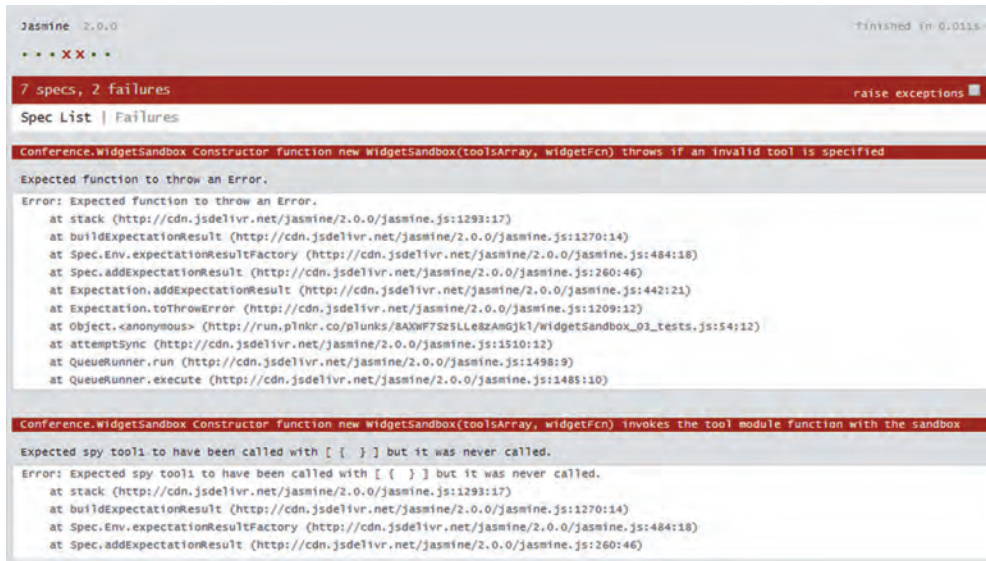 Jasmine 2.0.0 finished in 0.011s
• • • X X • •
7 specs, 2 failures raise exceptions
Spec List | Failures
Conference.WidgetSandbox Constructor function new WidgetSandbox(toolsArray, widgetFcn) throws if an invalid tool is specified
Expected function to throw an Error.
Error: Expected function to throw an Error.
at stack (http://cdn.jsdelivr.net/jasmine/2.0.0/jasmine.js:1293:17)
at buildExpectationResult (http://cdn.jsdelivr.net/jasmine/2.0.0/jasmine.js:1270:14)
at Spec.Env.expectationResultFactory (http://cdn.jsdelivr.net/jasmine/2.0.0/jasmine.js:484:18)
at Spec.addExpectationResult (http://cdn.jsdelivr.net/jasmine/2.0.0/jasmine.js:260:46)
at Expectation.addExpectationResult (http://cdn.jsdelivr.net/jasmine/2.0.0/jasmine.js:442:21)
at Expectation.toThrowError (http://cdn.jsdelivr.net/jasmine/2.0.0/jasmine.js:1209:12)
at Object.<anonymous> (http://run.plnkr.co/plunks/8AXWF7Sz5LLe8zAmGjkl/WidgetSandbox_03_tests.js:54:12)
at attemptSync (http://cdn.jsdelivr.net/jasmine/2.0.0/jasmine.js:1510:12)
at QueueRunner.run (http://cdn.jsdelivr.net/jasmine/2.0.0/jasmine.js:1498:9)
at QueueRunner.execute (http://cdn.jsdelivr.net/jasmine/2.0.0/jasmine.js:1485:10)
Conference.WidgetSandbox Constructor function new WidgetSandbox(toolsArray, widgetFcn) invokes the tool module function with the sandbox
Expected spy tool1 to have been called with [ { } ] but it was never called.
Error: Expected spy tool1 to have been called with [ { } ] but it was never called.
at stack (http://cdn.jsdelivr.net/jasmine/2.0.0/jasmine.js:1293:17)
at buildExpectationResult (http://cdn.jsdelivr.net/jasmine/2.0.0/jasmine.js:1270:14)
at Spec.Env.expectationResultFactory (http://cdn.jsdelivr.net/jasmine/2.0.0/jasmine.js:484:18)
at Spec.addExpectationResult (http://cdn.jsdelivr.net/jasmine/2.0.0/jasmine.js:260:46)